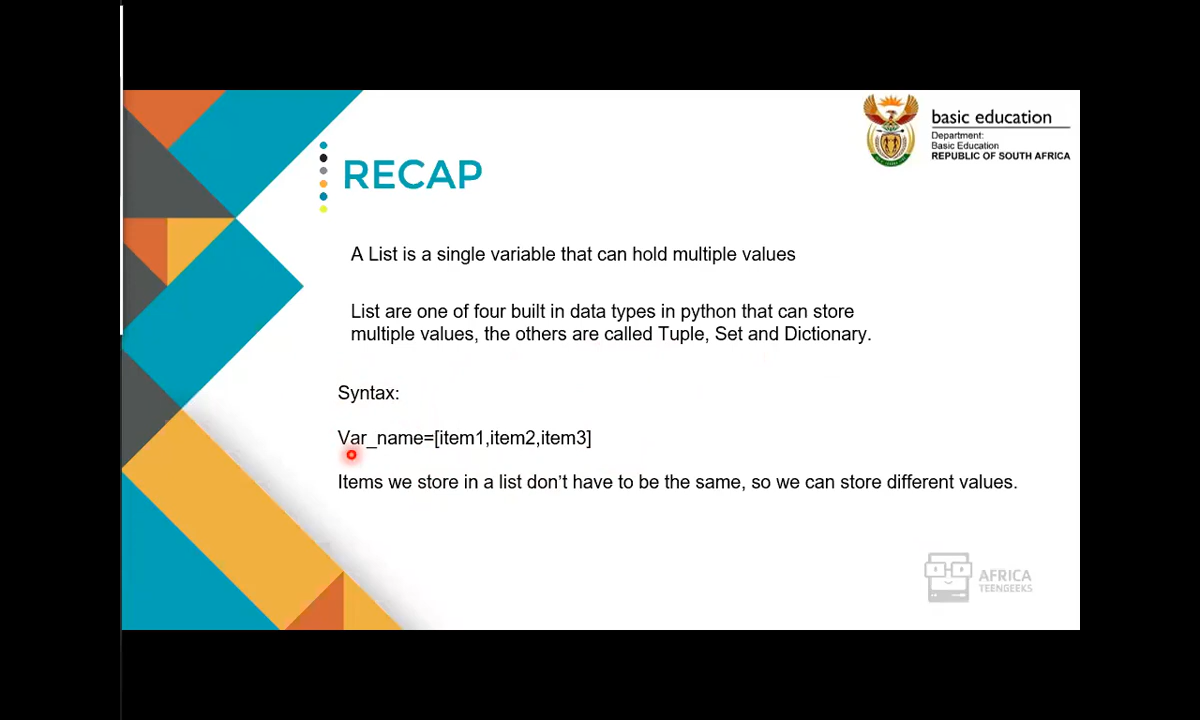 basic education
Department:
Basic Education
REPUBLIC OF SOUTH AFRICA
RECAP
A List is a single variable that can hold multiple values
List are one of four built in data types in python that can store
multiple values, the others are called Tuple, Set and Dictionary.
Syntax:
Var_name=[item1,item2,item3]
Items we store in a list don’t have to be the same, so we can store different values.
AFRICA
TEENGEEKS